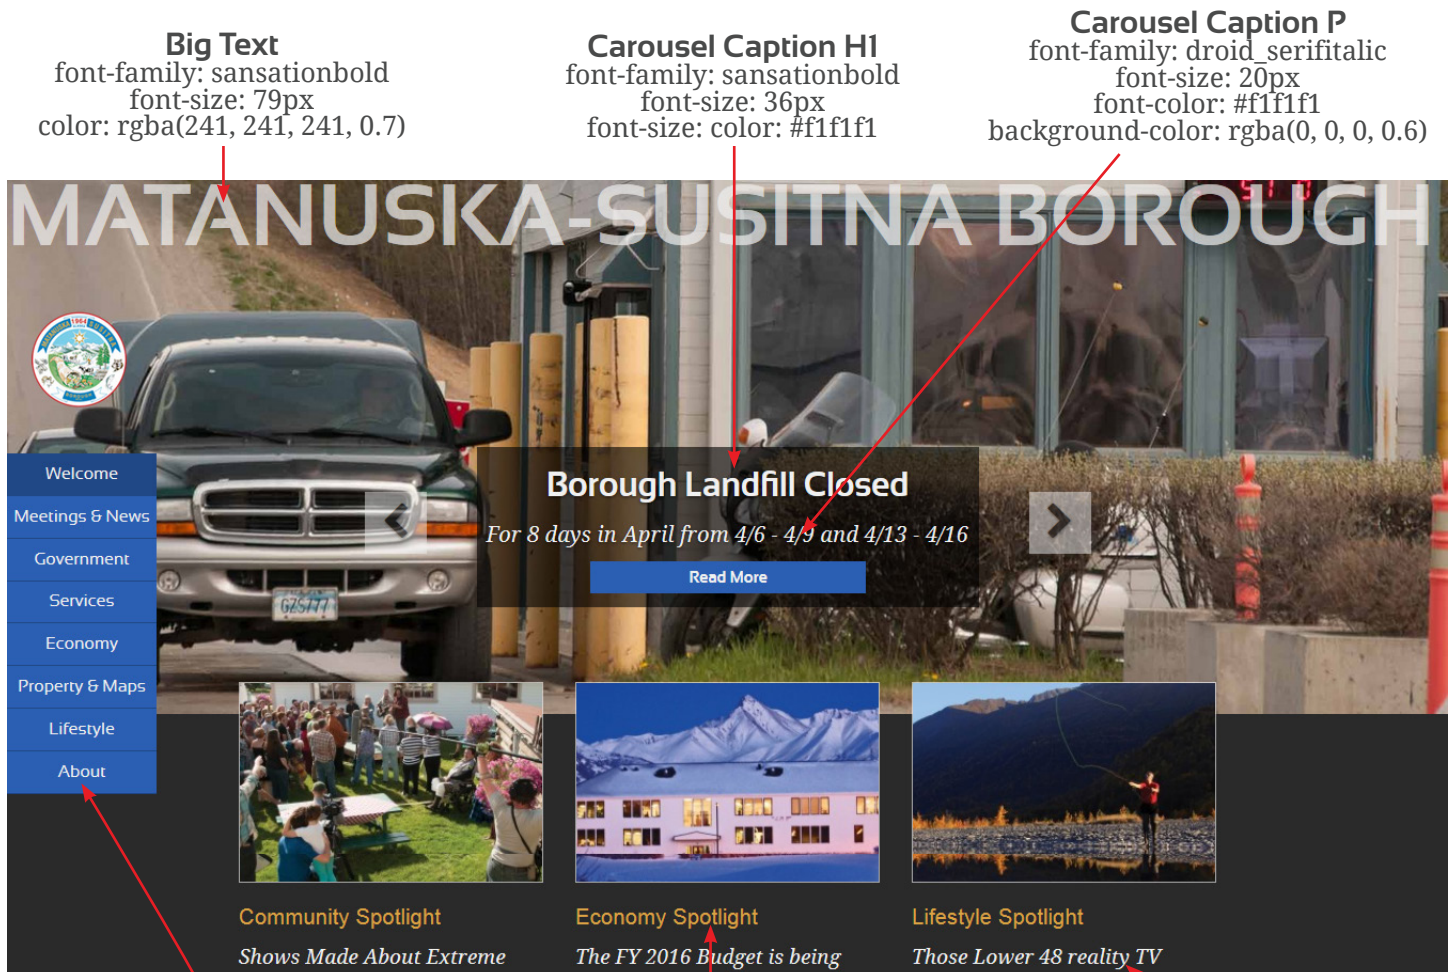 Big Text
font-family: sansationbold
font-size: 79px
color: rgba(241, 241, 241, 0.7)
Carousel Caption H1
font-family: sansationbold
font-size: 36px
font-size: color: #f1f1f1
Carousel Caption P
font-family: droid_serifitalic
font-size: 20px
font-color: #f1f1f1
background-color: rgba(0, 0, 0, 0.6)
MATANUSKA-SUSITNA BOROUGH
MATANUSKA SUSITNA
1964
BOROUGH
Welcome
Meetings & News
Government
Services
Economy
Property & Maps
Lifestyle
About
Borough Landfill Closed
For 8 days in April from 4/6 - 4/9 and 4/13 - 4/16
Read More
Community Spotlight
Shows Made About Extreme
Economy Spotlight
The FY 2016 Budget is being
Lifestyle Spotlight
Those Lower 48 reality TV